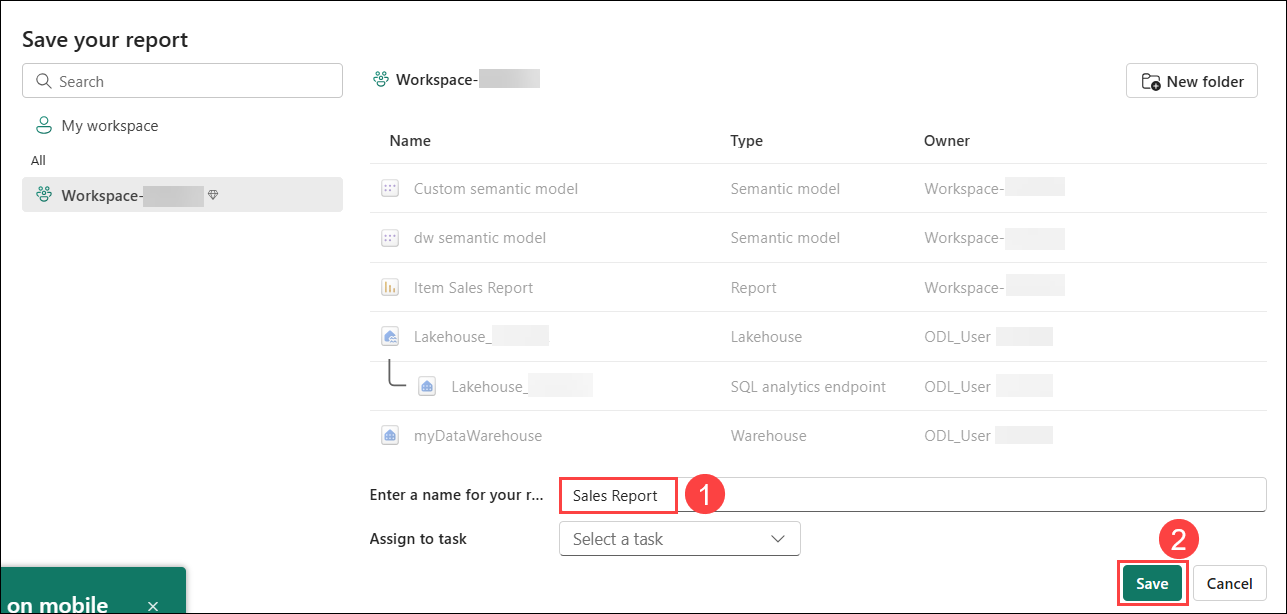 Save your report
Search
My workspace
All
Workspace-
Workspace-
New folder
Name Type Owner
Custom semantic model Semantic model Workspace-
dw semantic model Semantic model Workspace-
Item Sales Report Report Workspace-
Lakehouse_ Lakehouse ODL_User
Lakehouse_ SQL analytics endpoint ODL_User
myDataWarehouse Warehouse ODL_User
Enter a name for your r... Sales Report 1
Assign to task Select a task
2
Save Cancel
on mobile